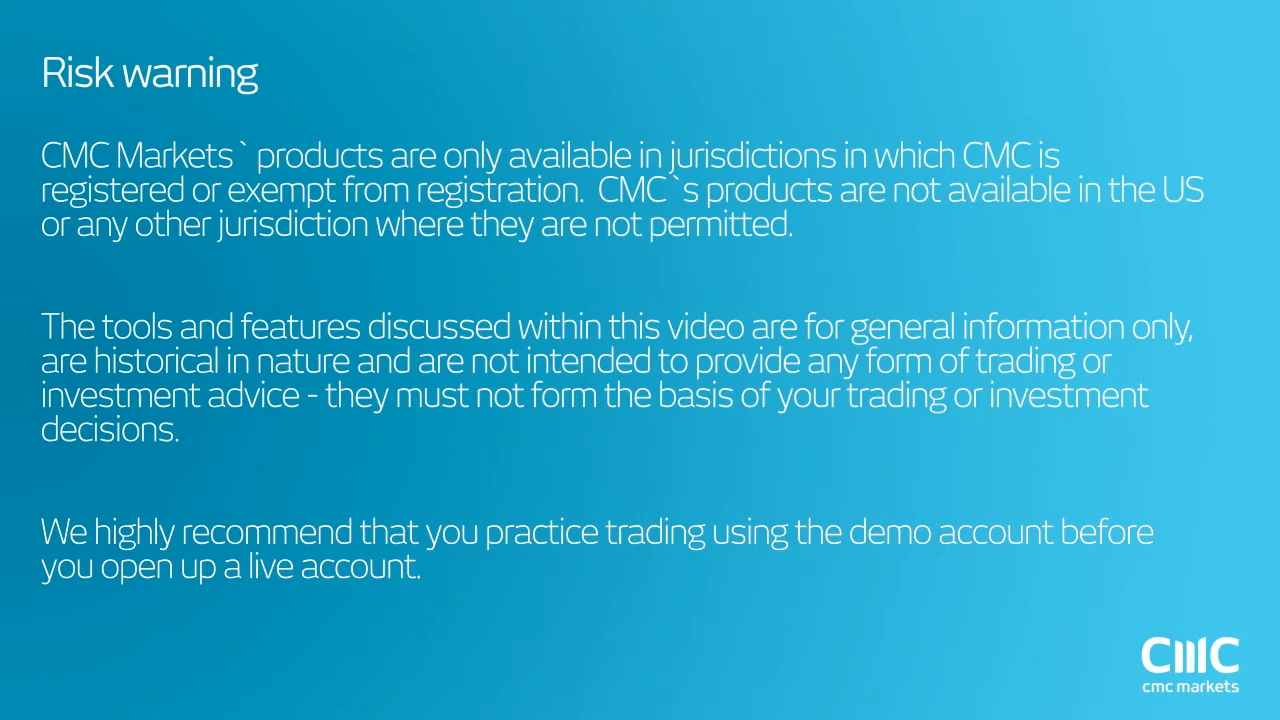 Risk warning
CMC Markets` products are only available in jurisdictions in which CMC is
registered or exempt from registration.  CMC`s products are not available in the US
or any other jurisdiction where they are not permitted.
The tools and features discussed within this video are for general information only,
are historical in nature and are not intended to provide any form of trading or
investment advice - they must not form the basis of your trading or investment
decisions.
We highly recommend that you practice trading using the demo account before
you open up a live account.
CMC
cmc markets